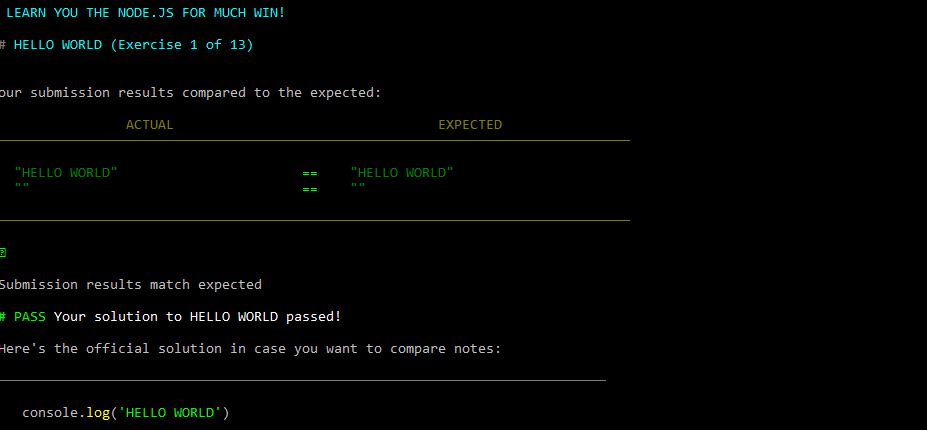 LEARN YOU THE NODE.JS FOR MUCH WIN!
# HELLO WORLD (Exercise 1 of 13)
our submission results compared to the expected:
ACTUAL EXPECTED
"HELLO WORLD" == "HELLO WORLD"
"" == ""
Submission results match expected
# PASS Your solution to HELLO WORLD passed!
Here's the official solution in case you want to compare notes:
console.log('HELLO WORLD')